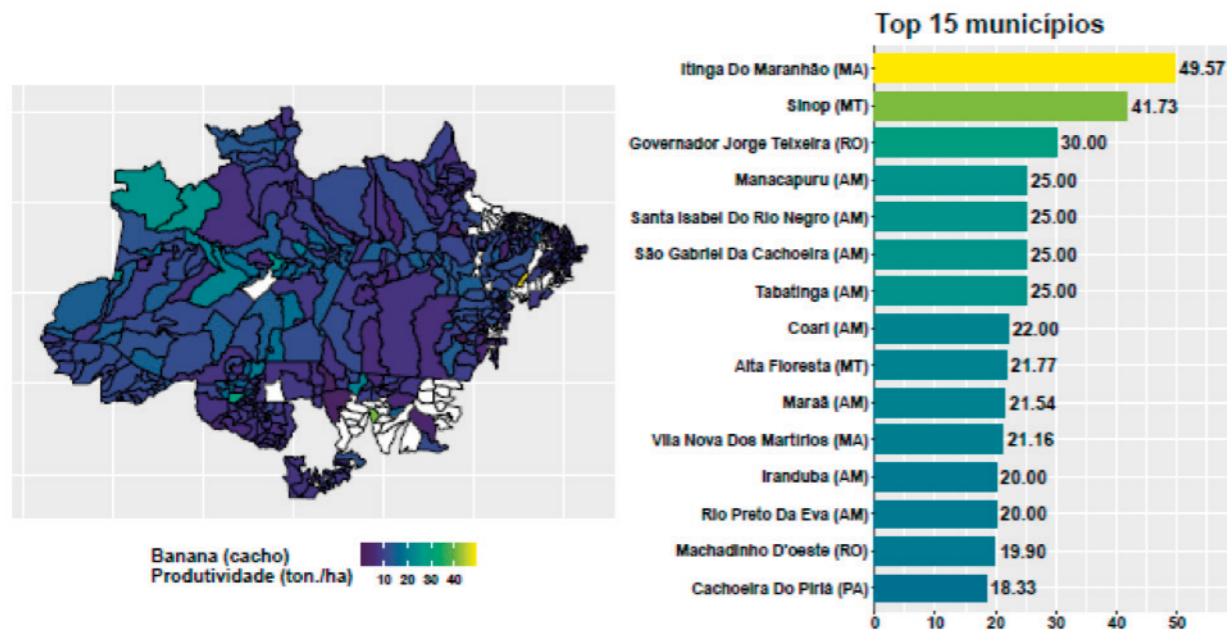 Top 15 municípios
Itinga Do Maranhão (MA) 49.57
Sinop (MT) 41.73
Governador Jorge Teixeira (RO) 30.00
Manacapuru (AM) 25.00
Santa Isabel Do Rio Negro (AM) 25.00
São Gabriel Da Cachoeira (AM) 25.00
Tabatinga (AM) 25.00
Coari (AM) 22.00
Alta Floresta (MT) 21.77
Maraã (AM) 21.54
Vila Nova Dos Martírios (MA) 21.16
Iranduba (AM) 20.00
Rio Preto Da Eva (AM) 20.00
Machadinho D'oeste (RO) 19.90
Cachoeira Do Piriá (PA) 18.33
0 10 20 30 40 50
Banana (cacho)
Produtividade (ton./ha)
10 20 30 40